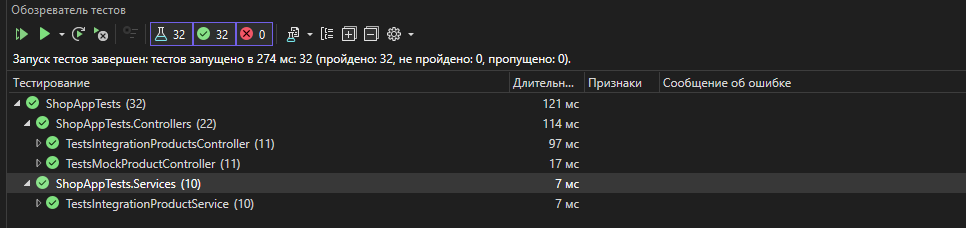 Обозреватель тестов
32 32 0
Запуск тестов завершен: тестов запущено в 274 мс: 32 (пройдено: 32, не пройдено: 0, пропущено: 0).
Тестирование Длительн... Признаки Сообщение об ошибке
ShopAppTests (32) 121 мс
ShopAppTests.Controllers (22) 114 мс
TestsIntegrationProductsController (11) 97 мс
TestsMockProductController (11) 17 мс
ShopAppTests.Services (10) 7 мс
TestsIntegrationProductService (10) 7 мс